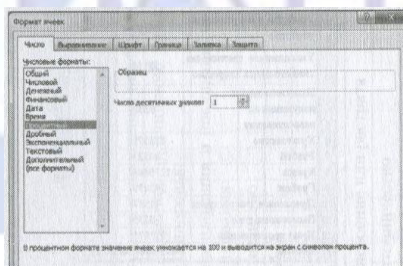 Формат ячеек
Число Выравнивание Шрифт Граница Заливка Защита
Числовые форматы:
Общий
Числовой
Денежный
Финансовый
Дата
Время
Процентный
Дробный
Экспоненциальный
Текстовый
Дополнительный
(все форматы)
Образец
Число десятичных знаков: 1
В процентном формате значение ячеек умножается на 100 и выводится на экран с символом процента.